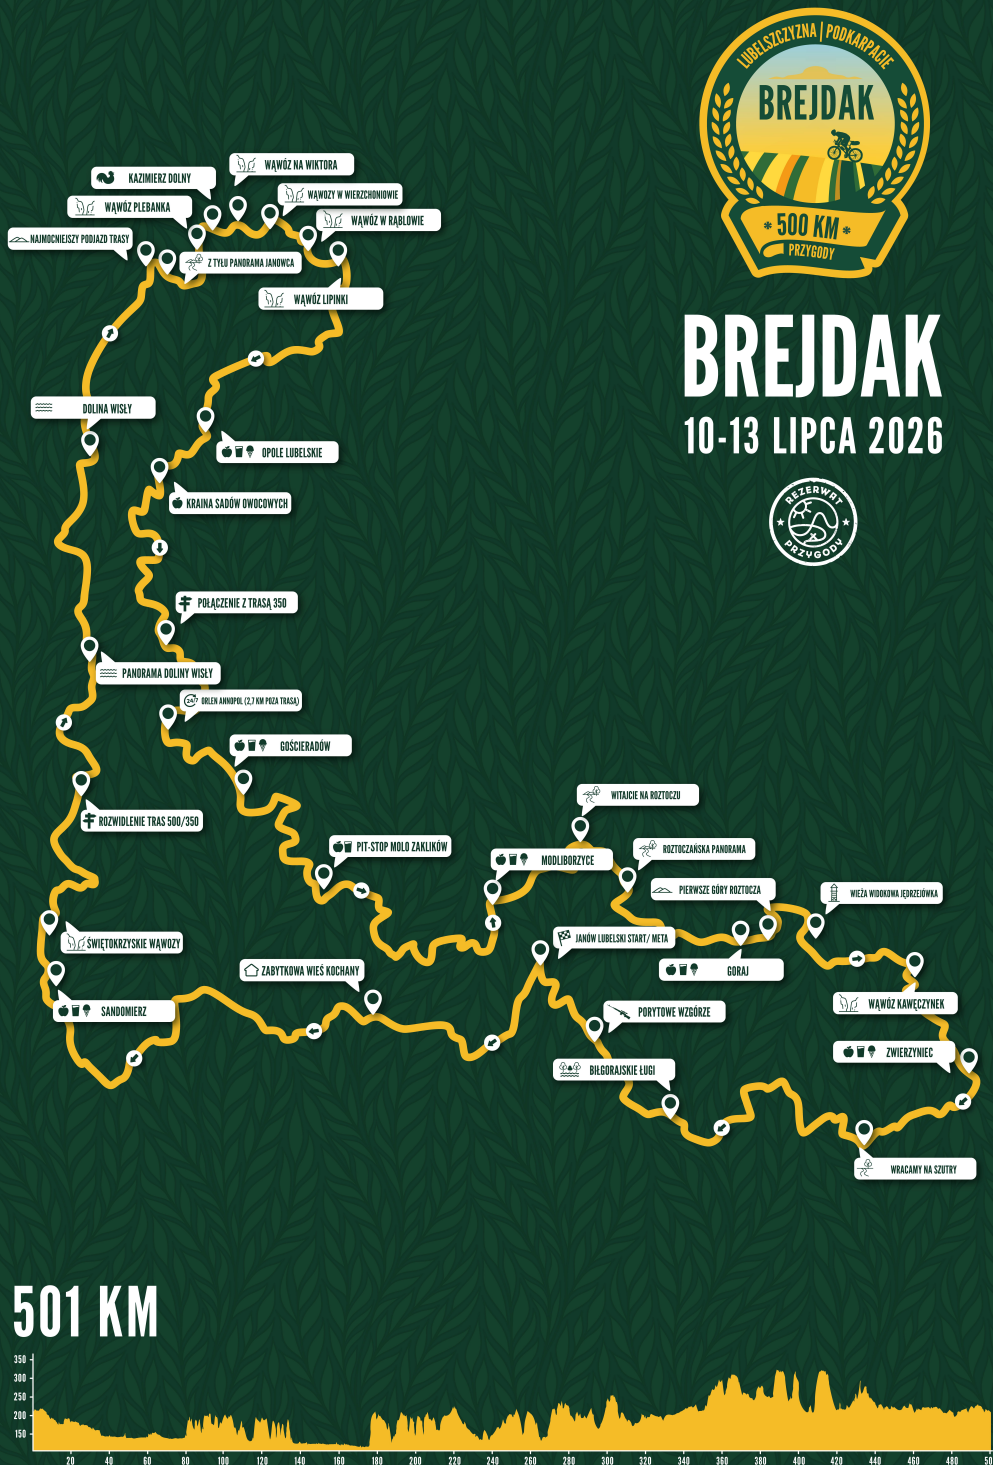 LUBELSZCZYZNA | PODKARPACIE
BREJDAK
* 500 KM *
PRZYGODY
BREJDAK
10-13 LIPCA 2026
REZERWAT
PRZYGODY
WĄWÓZ NA WIKTORA
KAZIMIERZ DOLNY
WĄWOZY W WIERZCHONIOWIE
WĄWÓZ PLEBANKA
WĄWÓZ W RĄBLOWIE
NAJMOCNIEJSZY PODJAZD TRASY
Z TYŁU PANORAMA JANOWCA
WĄWÓZ LIPINKI
DOLINA WISŁY
OPOLE LUBELSKIE
KRAINA SADÓW OWOCOWYCH
POŁĄCZENIE Z TRASĄ 350
PANORAMA DOLINY WISŁY
24/7
ORLEN ANNOPOL (2,7 KM POZA TRASĄ)
GOŚCIERADÓW
WITAJCIE NA ROZTOCZU
ROZWIDLENIE TRAS 500/350
PIT-STOP MOLO ZAKLIKÓW
ROZTOCZAŃSKA PANORAMA
MODLIBORZYCE
PIERWSZE GÓRY ROZTOCZA
WIEŻA WIDOKOWA JĘDRZEJÓWKA
JANÓW LUBELSKI START/ META
ŚWIĘTOKRZYSKIE WĄWOZY
ZABYTKOWA WIEŚ KOCHANY
GORAJ
WĄWÓZ KAWĘCZYNEK
SANDOMIERZ
PORYTOWE WZGÓRZE
ZWIERZYNIEC
BIŁGORAJSKIE ŁUGI
WRACAMY NA SZUTRY
501 KM
350
300
250
200
150
20 40 60 80 100 120 140 160 180 200 220 240 260 280 300 320 340 360 380 400 420 440 460 480 50